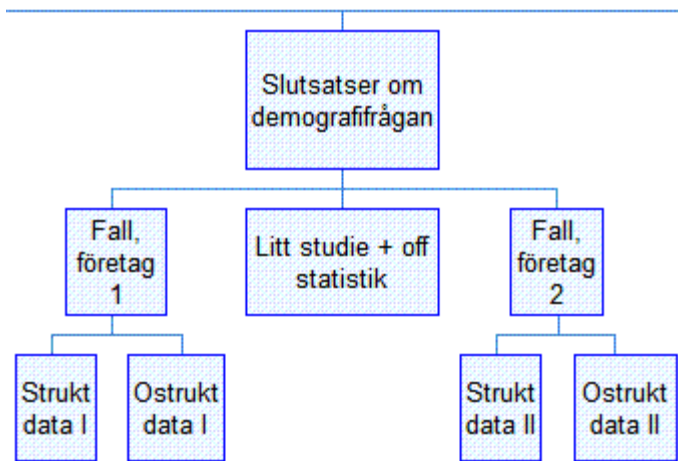 Slutsatser om
demografifrågan
Fall,
företag
1
Litt studie + off
statistik
Fall,
företag
2
Strukt
data I
Ostrukt
data I
Strukt
data II
Ostrukt
data II